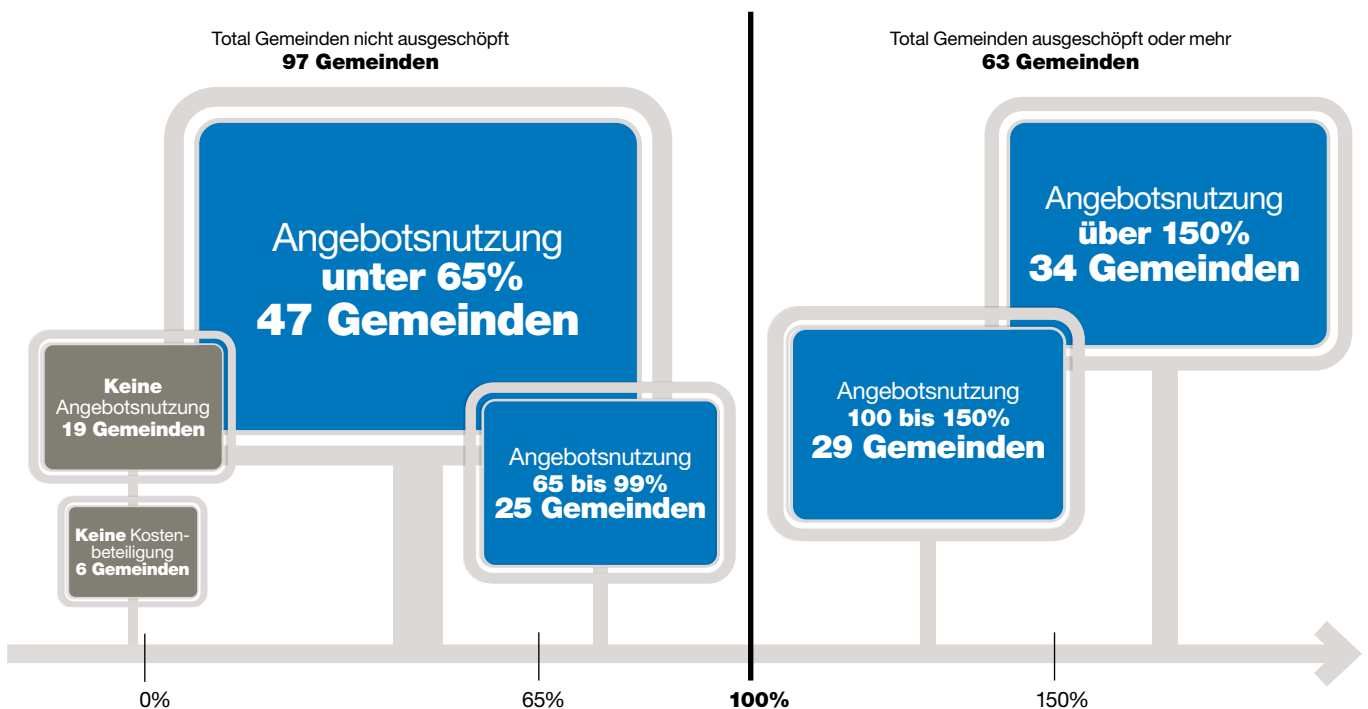 Total Gemeinden nicht ausgeschöpft
97 Gemeinden
Total Gemeinden ausgeschöpft oder mehr
63 Gemeinden
Angebotsnutzung
unter 65%
47 Gemeinden
Keine
Angebotsnutzung
19 Gemeinden
Keine Kosten-
beteiligung
6 Gemeinden
Angebotsnutzung
65 bis 99%
25 Gemeinden
Angebotsnutzung
über 150%
34 Gemeinden
Angebotsnutzung
100 bis 150%
29 Gemeinden
0%
65%
100%
150%